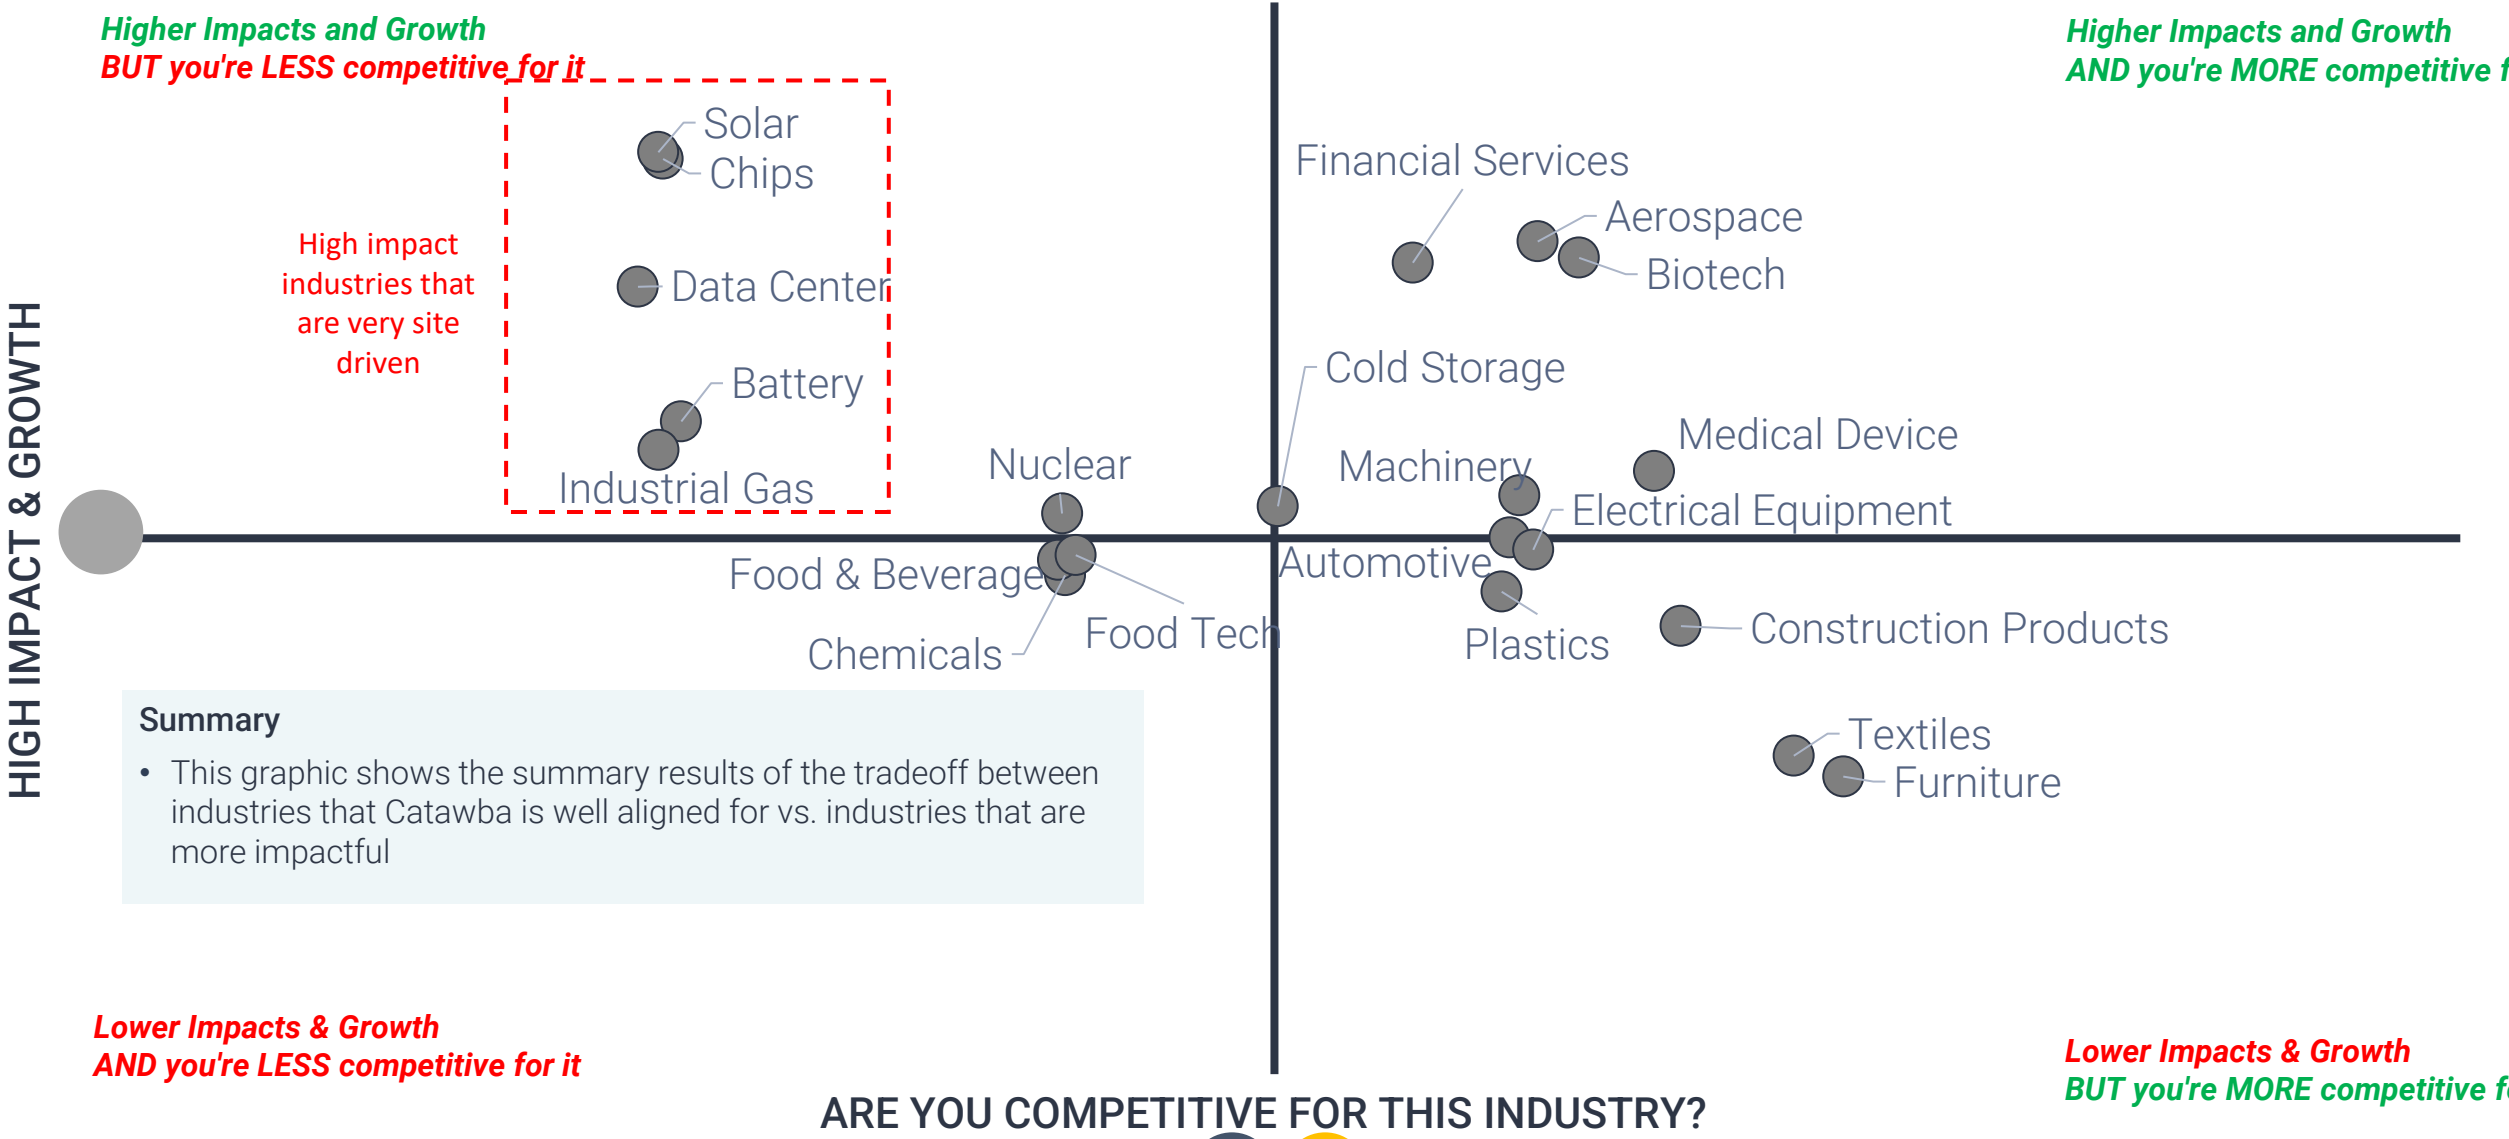 Higher Impacts and Growth
BUT you're LESS competitive for it
Higher Impacts and Growth
AND you're MORE competitive f
Solar
Chips
Financial Services
Aerospace
Biotech
High impact
industries that
are very site
driven
Data Center
Battery
Cold Storage
Industrial Gas
Nuclear
Machinery
Medical Device
Electrical Equipment
HIGH IMPACT & GROWTH
Food & Beverage
Automotive
Chemicals
Food Tech
Plastics
Construction Products
Textiles
Furniture
Summary
• This graphic shows the summary results of the tradeoff between
industries that Catawba is well aligned for vs. industries that are
more impactful
Lower Impacts & Growth
AND you're LESS competitive for it
Lower Impacts & Growth
BUT you're MORE competitive fo
ARE YOU COMPETITIVE FOR THIS INDUSTRY?